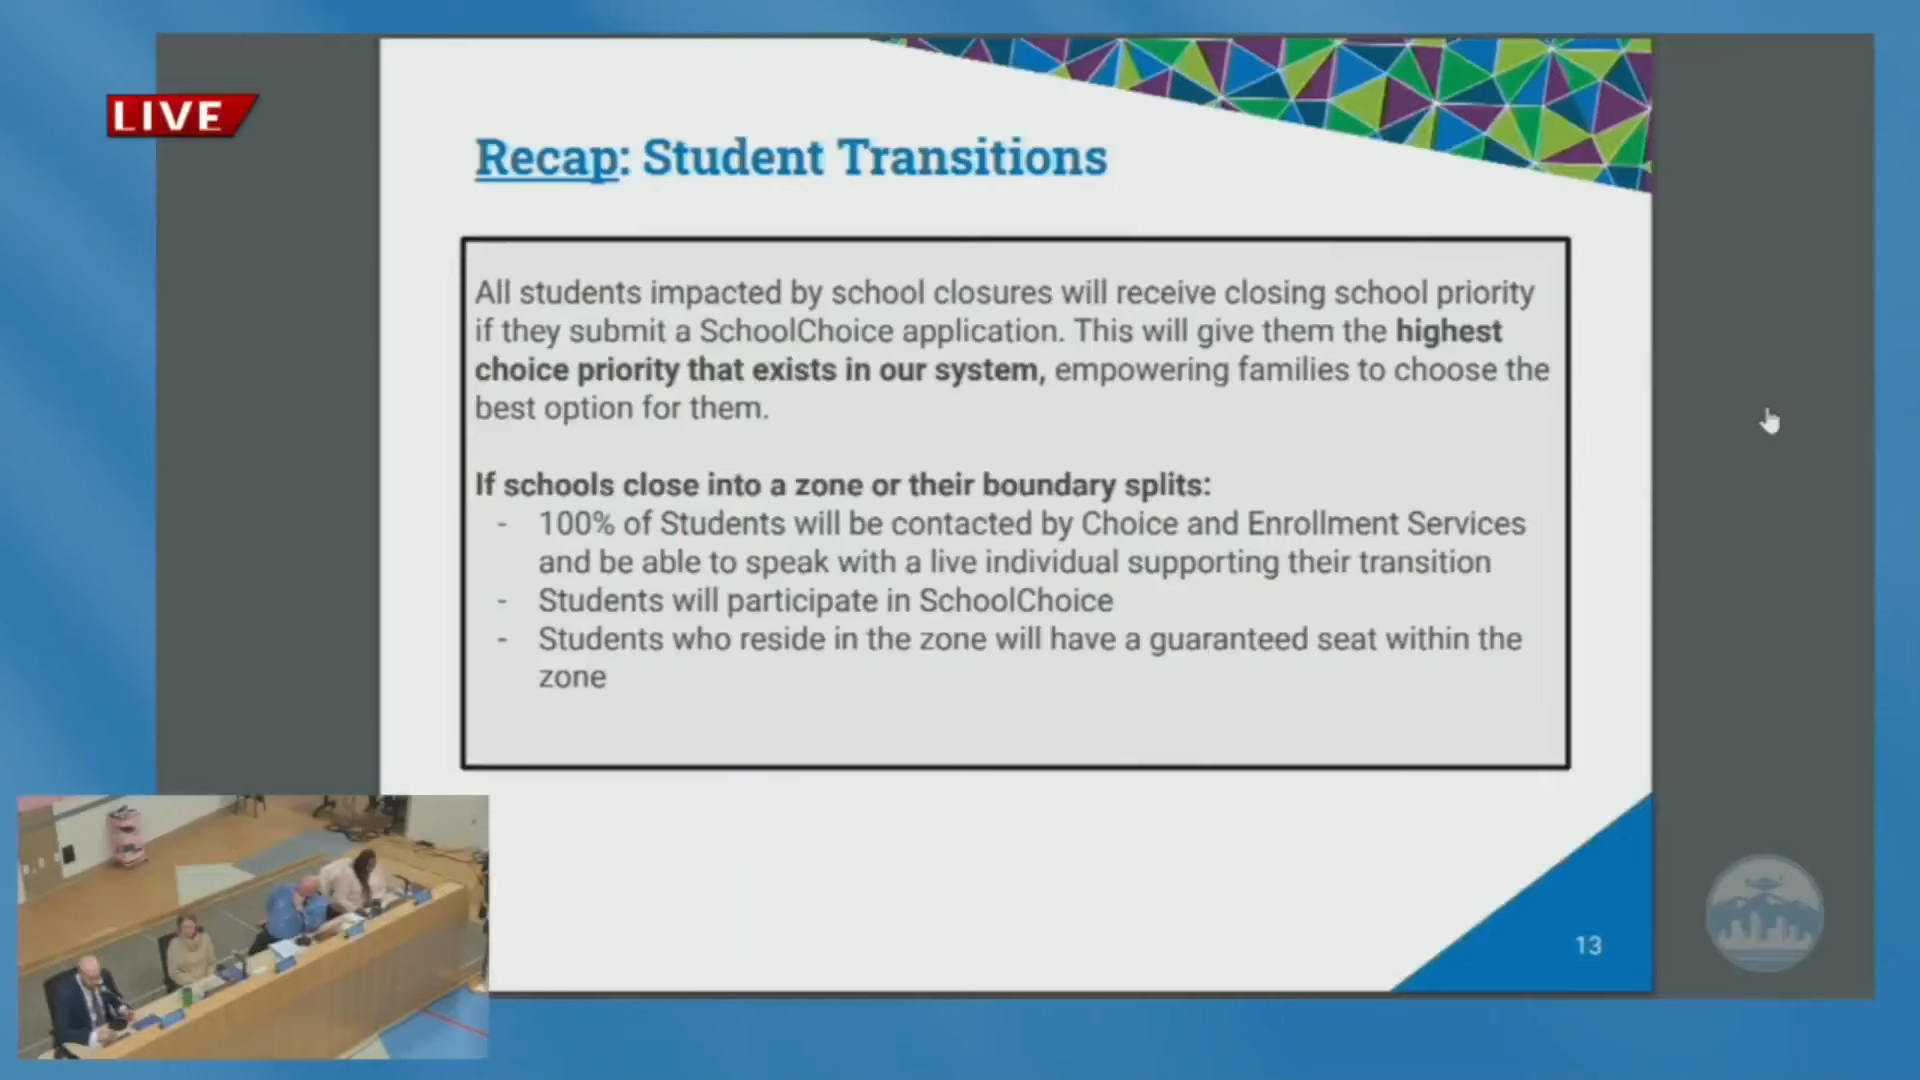 LIVE
Recap: Student Transitions
All students impacted by school closures will receive closing school priority
if they submit a SchoolChoice application. This will give them the highest
choice priority that exists in our system, empowering families to choose the
best option for them.
If schools close into a zone or their boundary splits:
- 100% of Students will be contacted by Choice and Enrollment Services
and be able to speak with a live individual supporting their transition
- Students will participate in SchoolChoice
- Students who reside in the zone will have a guaranteed seat within the
zone
13